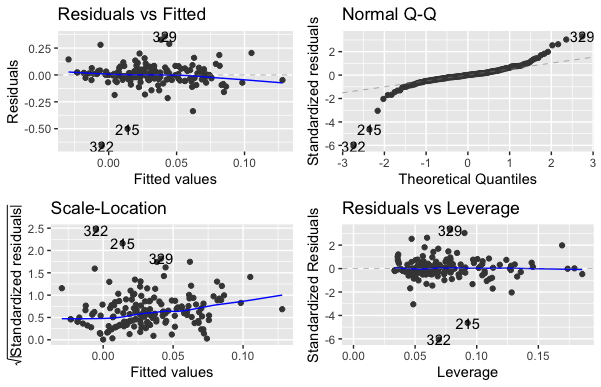 Residuals vs Fitted
Residuals
0.25
0.00
-0.25
-0.50
329
215
322
0.00 0.05 0.10
Fitted values
Normal Q-Q
Standardized residuals
2
0
-2
-4
-6
329
215
322
-3 -2 -1 0 1 2 3
Theoretical Quantiles
Scale-Location
√|Standardized residuals|
2.5
2.0
1.5
1.0
0.5
0.0
322
215
329
0.00 0.05 0.10
Fitted values
Residuals vs Leverage
Standardized Residuals
2
0
-2
-4
-6
329
215
322
0.00 0.05 0.10 0.15
Leverage